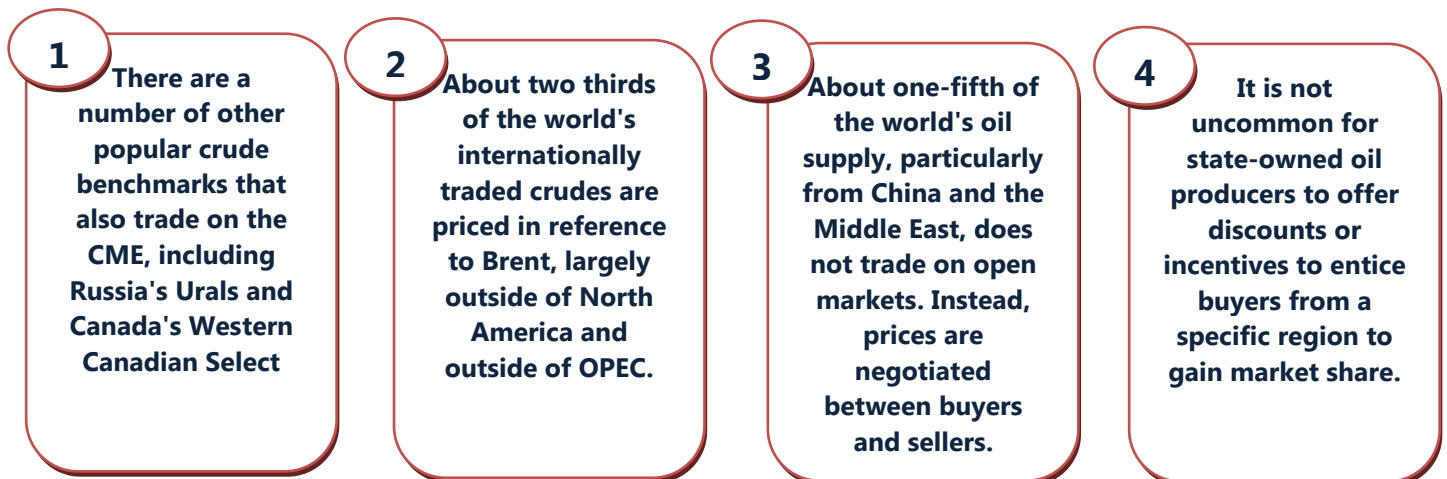 1
There are a
number of other
popular crude
benchmarks that
also trade on the
CME, including
Russia's Urals and
Canada's Western
Canadian Select
2
About two thirds
of the world's
internationally
traded crudes are
priced in reference
to Brent, largely
outside of North
America and
outside of OPEC.
3
About one-fifth of
the world's oil
supply, particularly
from China and the
Middle East, does
not trade on open
markets. Instead,
prices are
negotiated
between buyers
and sellers.
4
It is not
uncommon for
state-owned oil
producers to offer
discounts or
incentives to entice
buyers from a
specific region to
gain market share.